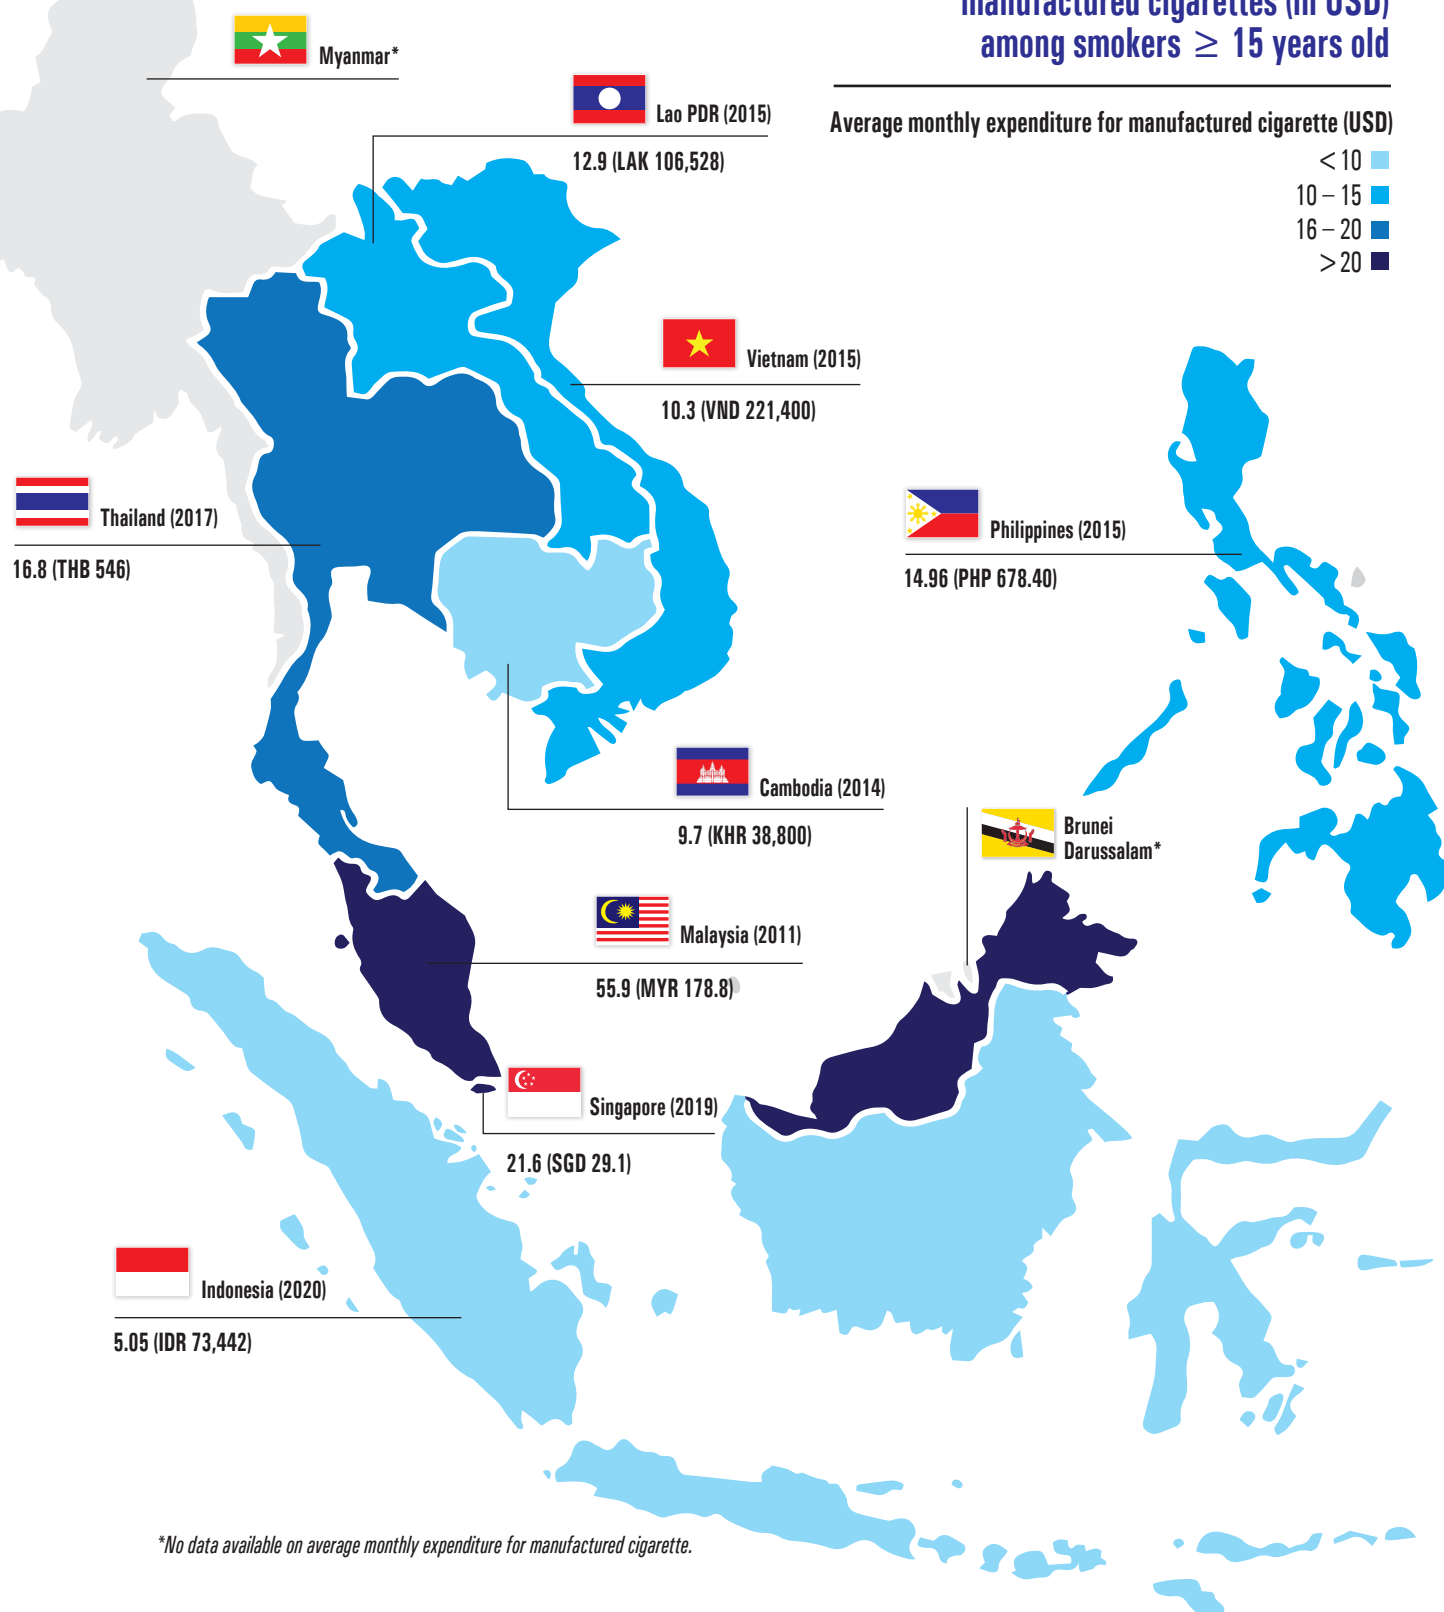 manufactured cigarettes (in USD)
among smokers ≥ 15 years old
Average monthly expenditure for manufactured cigarette (USD)
< 10
10 – 15
16 – 20
> 20
Myanmar*
Lao PDR (2015)
12.9 (LAK 106,528)
Vietnam (2015)
10.3 (VND 221,400)
Thailand (2017)
16.8 (THB 546)
Philippines (2015)
14.96 (PHP 678.40)
Cambodia (2014)
9.7 (KHR 38,800)
Brunei
Darussalam*
Malaysia (2011)
55.9 (MYR 178.8)
Singapore (2019)
21.6 (SGD 29.1)
Indonesia (2020)
5.05 (IDR 73,442)
*No data available on average monthly expenditure for manufactured cigarette.